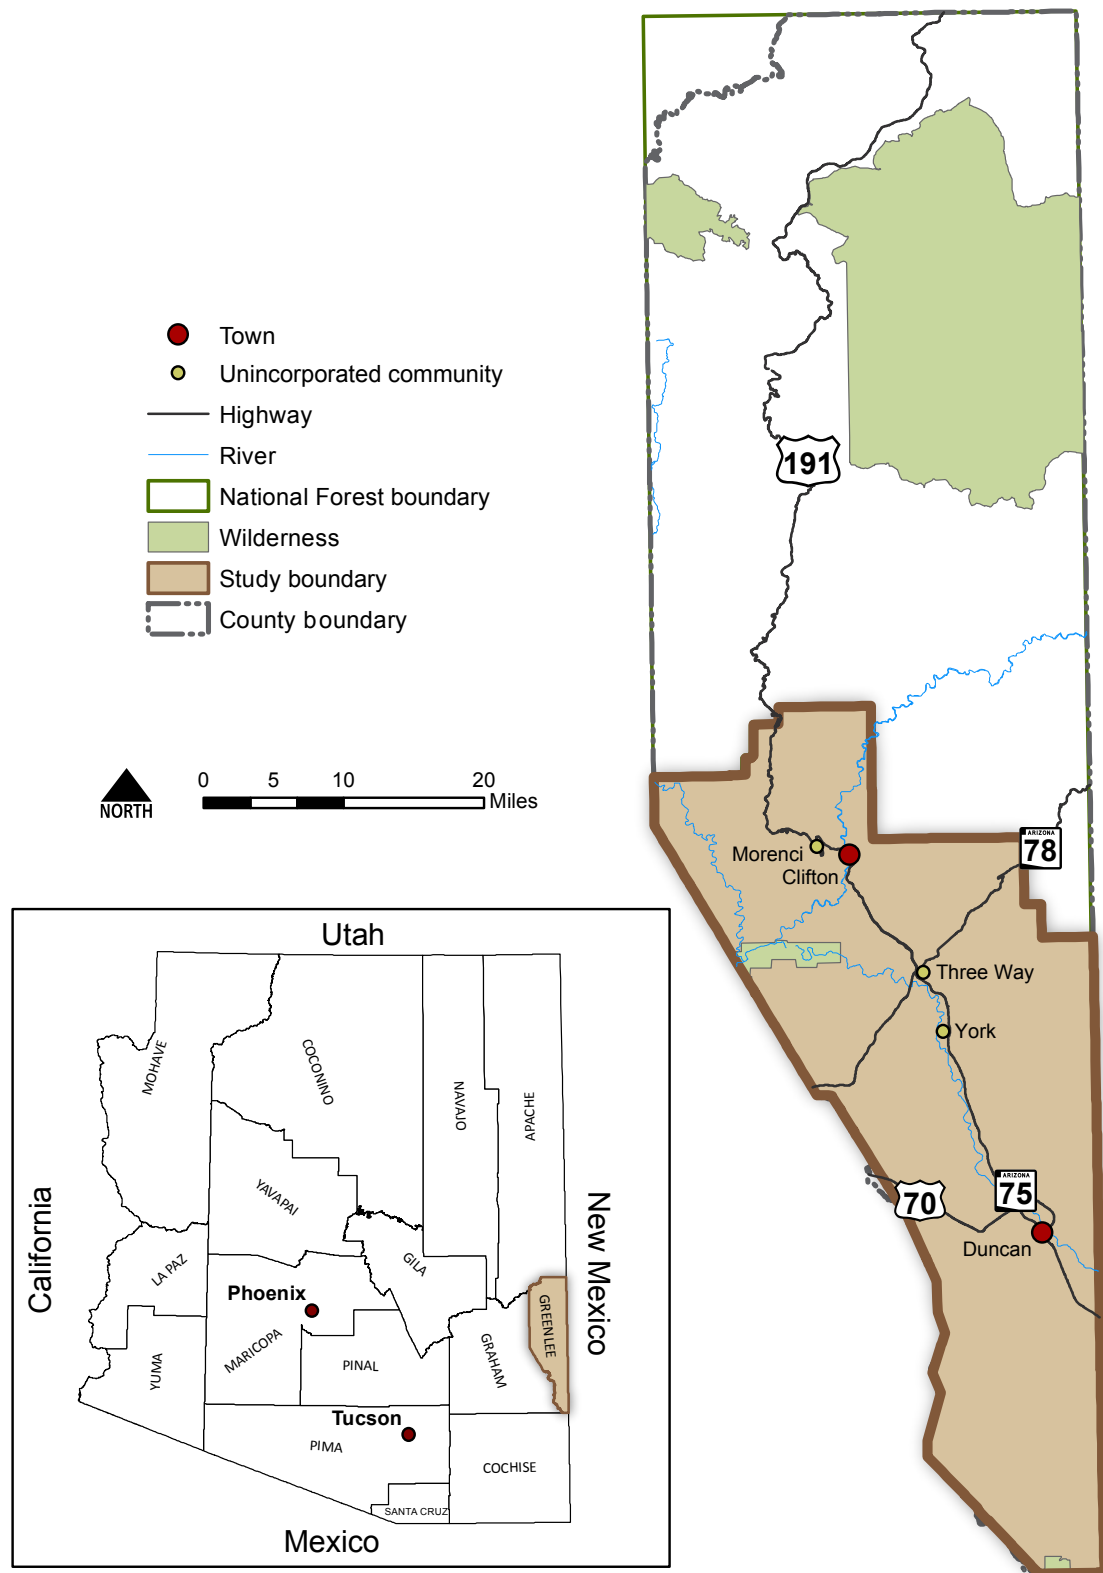 Town
Unincorporated community
Highway
River
National Forest boundary
Wilderness
Study boundary
County boundary
NORTH
0 5 10 20
Miles
191
ARIZONA
78
Morenci
Clifton
Three Way
York
70
ARIZONA
75
Duncan
Utah
California
New Mexico
Mexico
MOHAVE
COCONINO
NAVAJO
APACHE
YAVAPAI
LA PAZ
GILA
Phoenix
MARICOPA
YUMA
PINAL
GRAHAM
GREENLEE
Tucson
PIMA
COCHISE
SANTA CRUZ